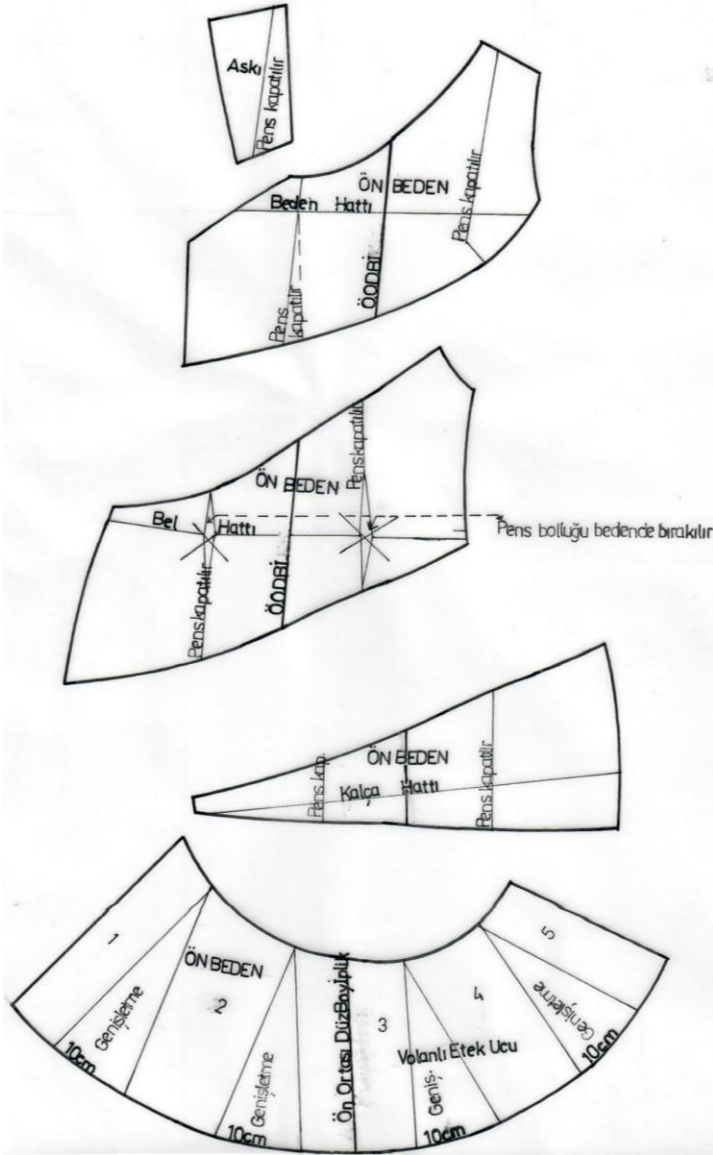 Askı
Pens kapatılır
ÖN BEDEN
Beden Hattı
Pens kapatılır
Pens
kapatılır
ÖODBİ
Pens kapatılır
ÖN BEDEN
Bel Hattı
Pens bolluğu bedende bırakılır
Pens kapatılır
ÖODBİ
ÖN BEDEN
Pens kap.
Kalça Hattı
Pens kapatılır
1
ÖN BEDEN
2
Genişletme
10cm
Genişletme
10cm
Ön Ortası Düz Boy İplik
3
4
Volanlı Etek Ucu
Geniş.
10cm
5
Genişletme
10cm